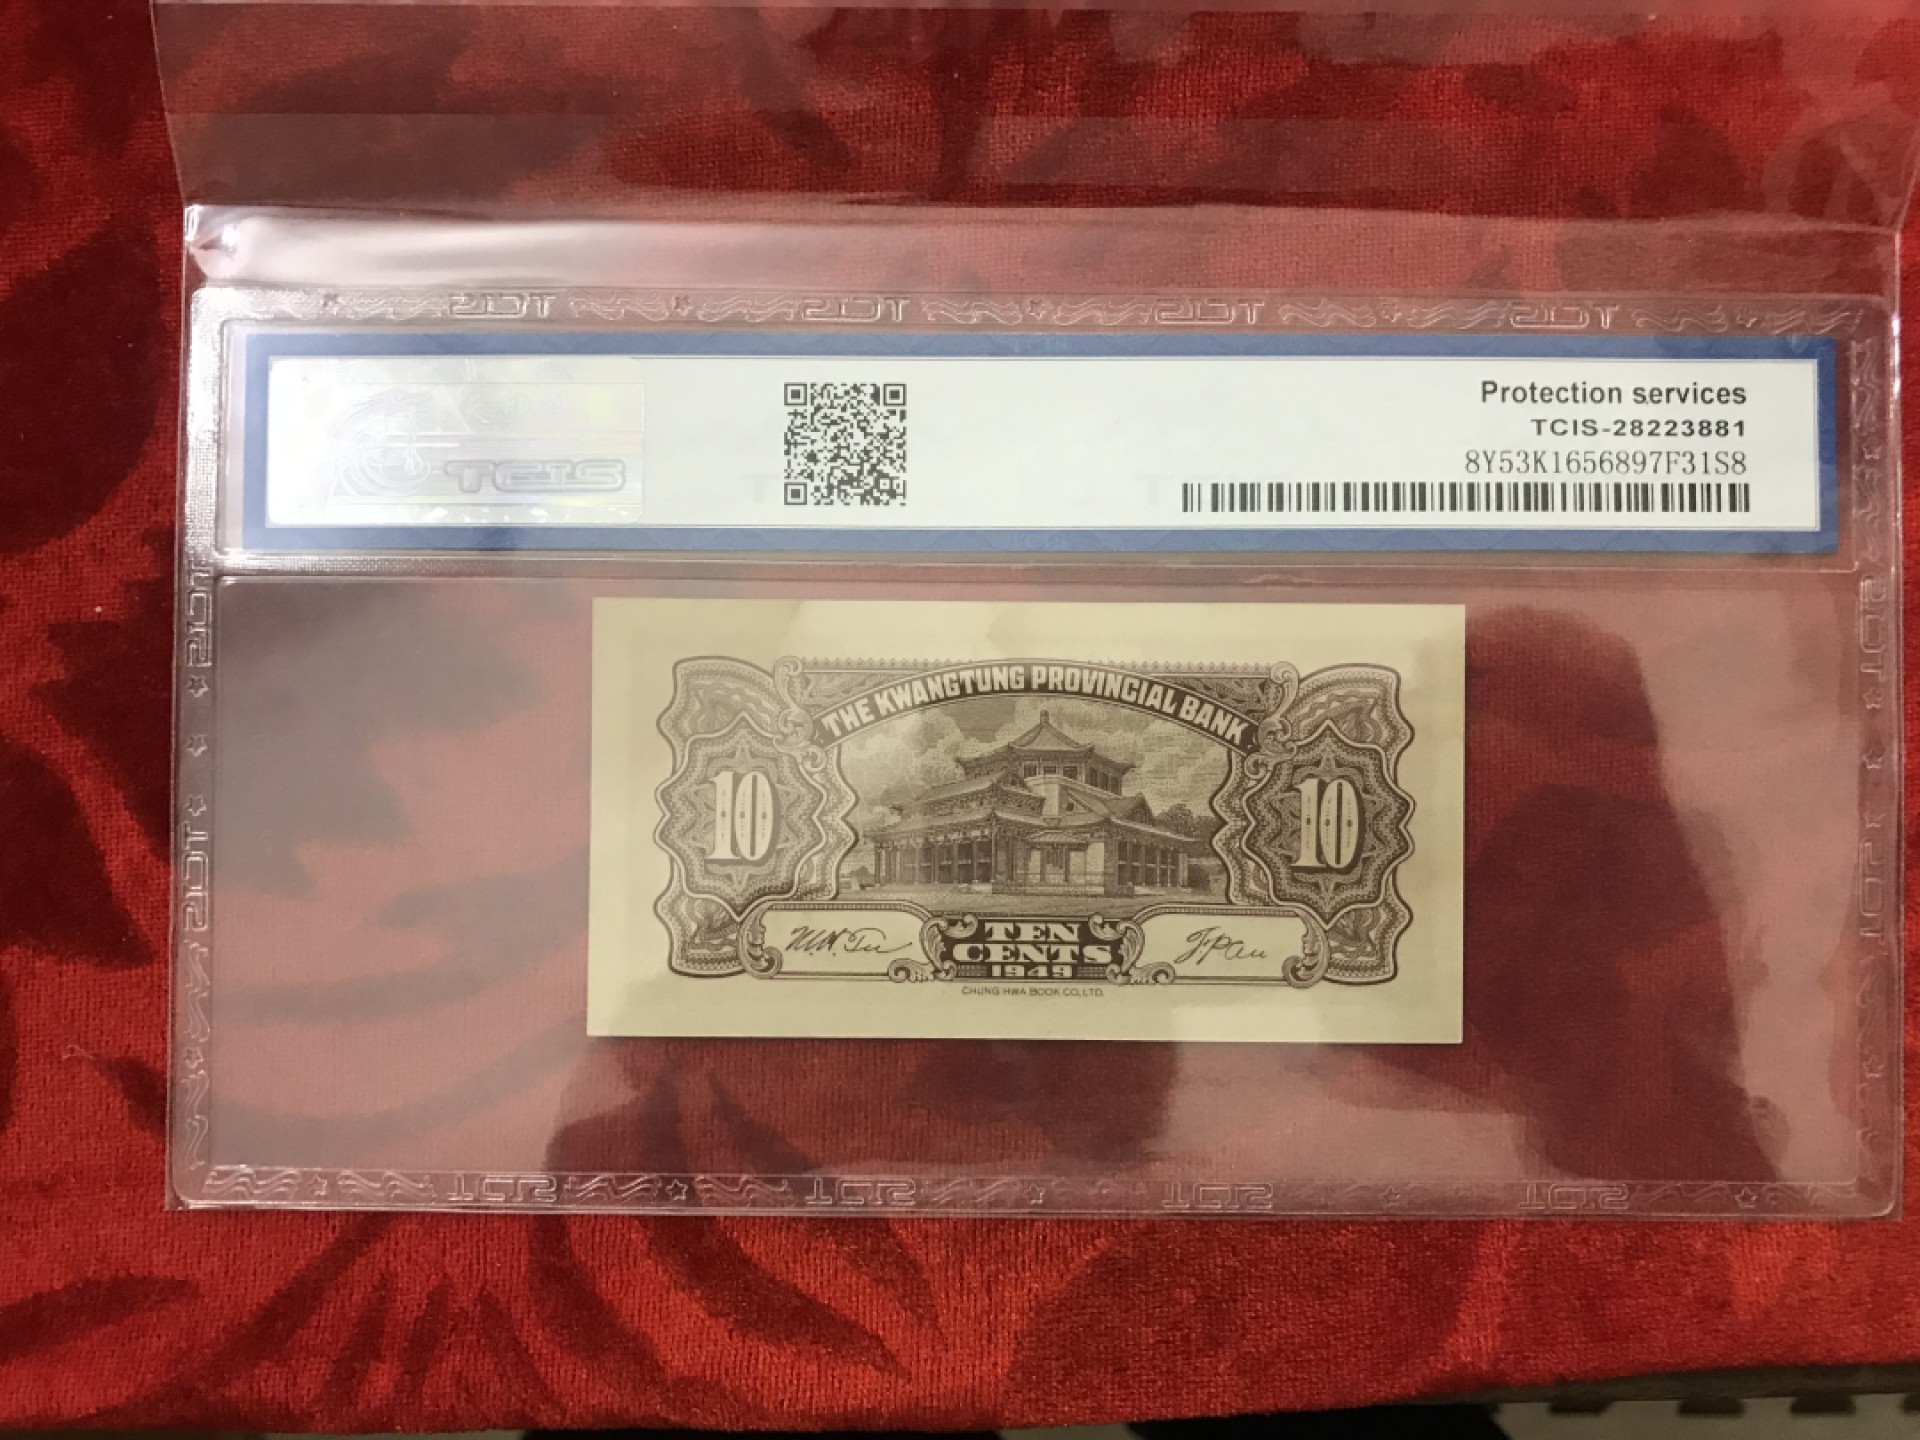 TCIS
Protection services
TCIS-28223881
8Y53K1656897F31S8
THE KWANGTUNG PROVINCIAL BANK
10 10
TEN
CENTS
1949
CHUNG HWA BOOK CO., LTD.